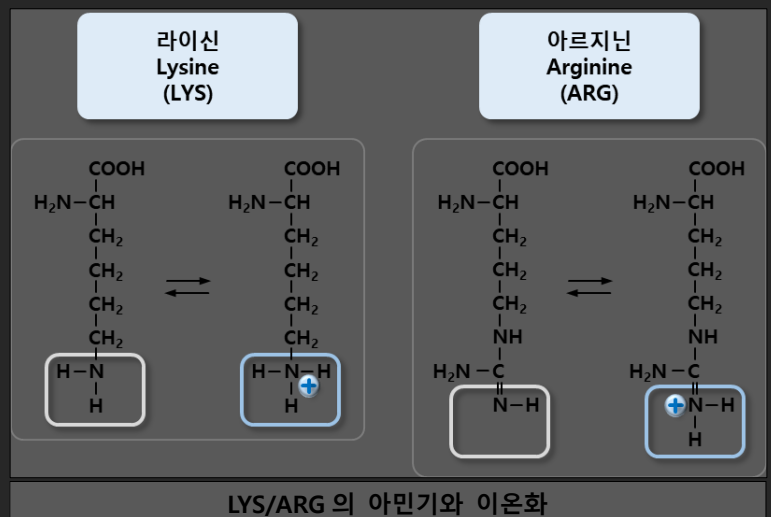 라이신
Lysine
(LYS)
아르지닌
Arginine
(ARG)
COOH
H₂N–CH
CH₂
CH₂
CH₂
CH₂
H–N
H
COOH
H₂N–CH
CH₂
CH₂
CH₂
CH₂
H–N–H
+
H
COOH
H₂N–CH
CH₂
CH₂
CH₂
NH
H₂N–C
N–H
COOH
H₂N–CH
CH₂
CH₂
CH₂
NH
H₂N–C
+ N–H
H
LYS/ARG 의 아민기와 이온화